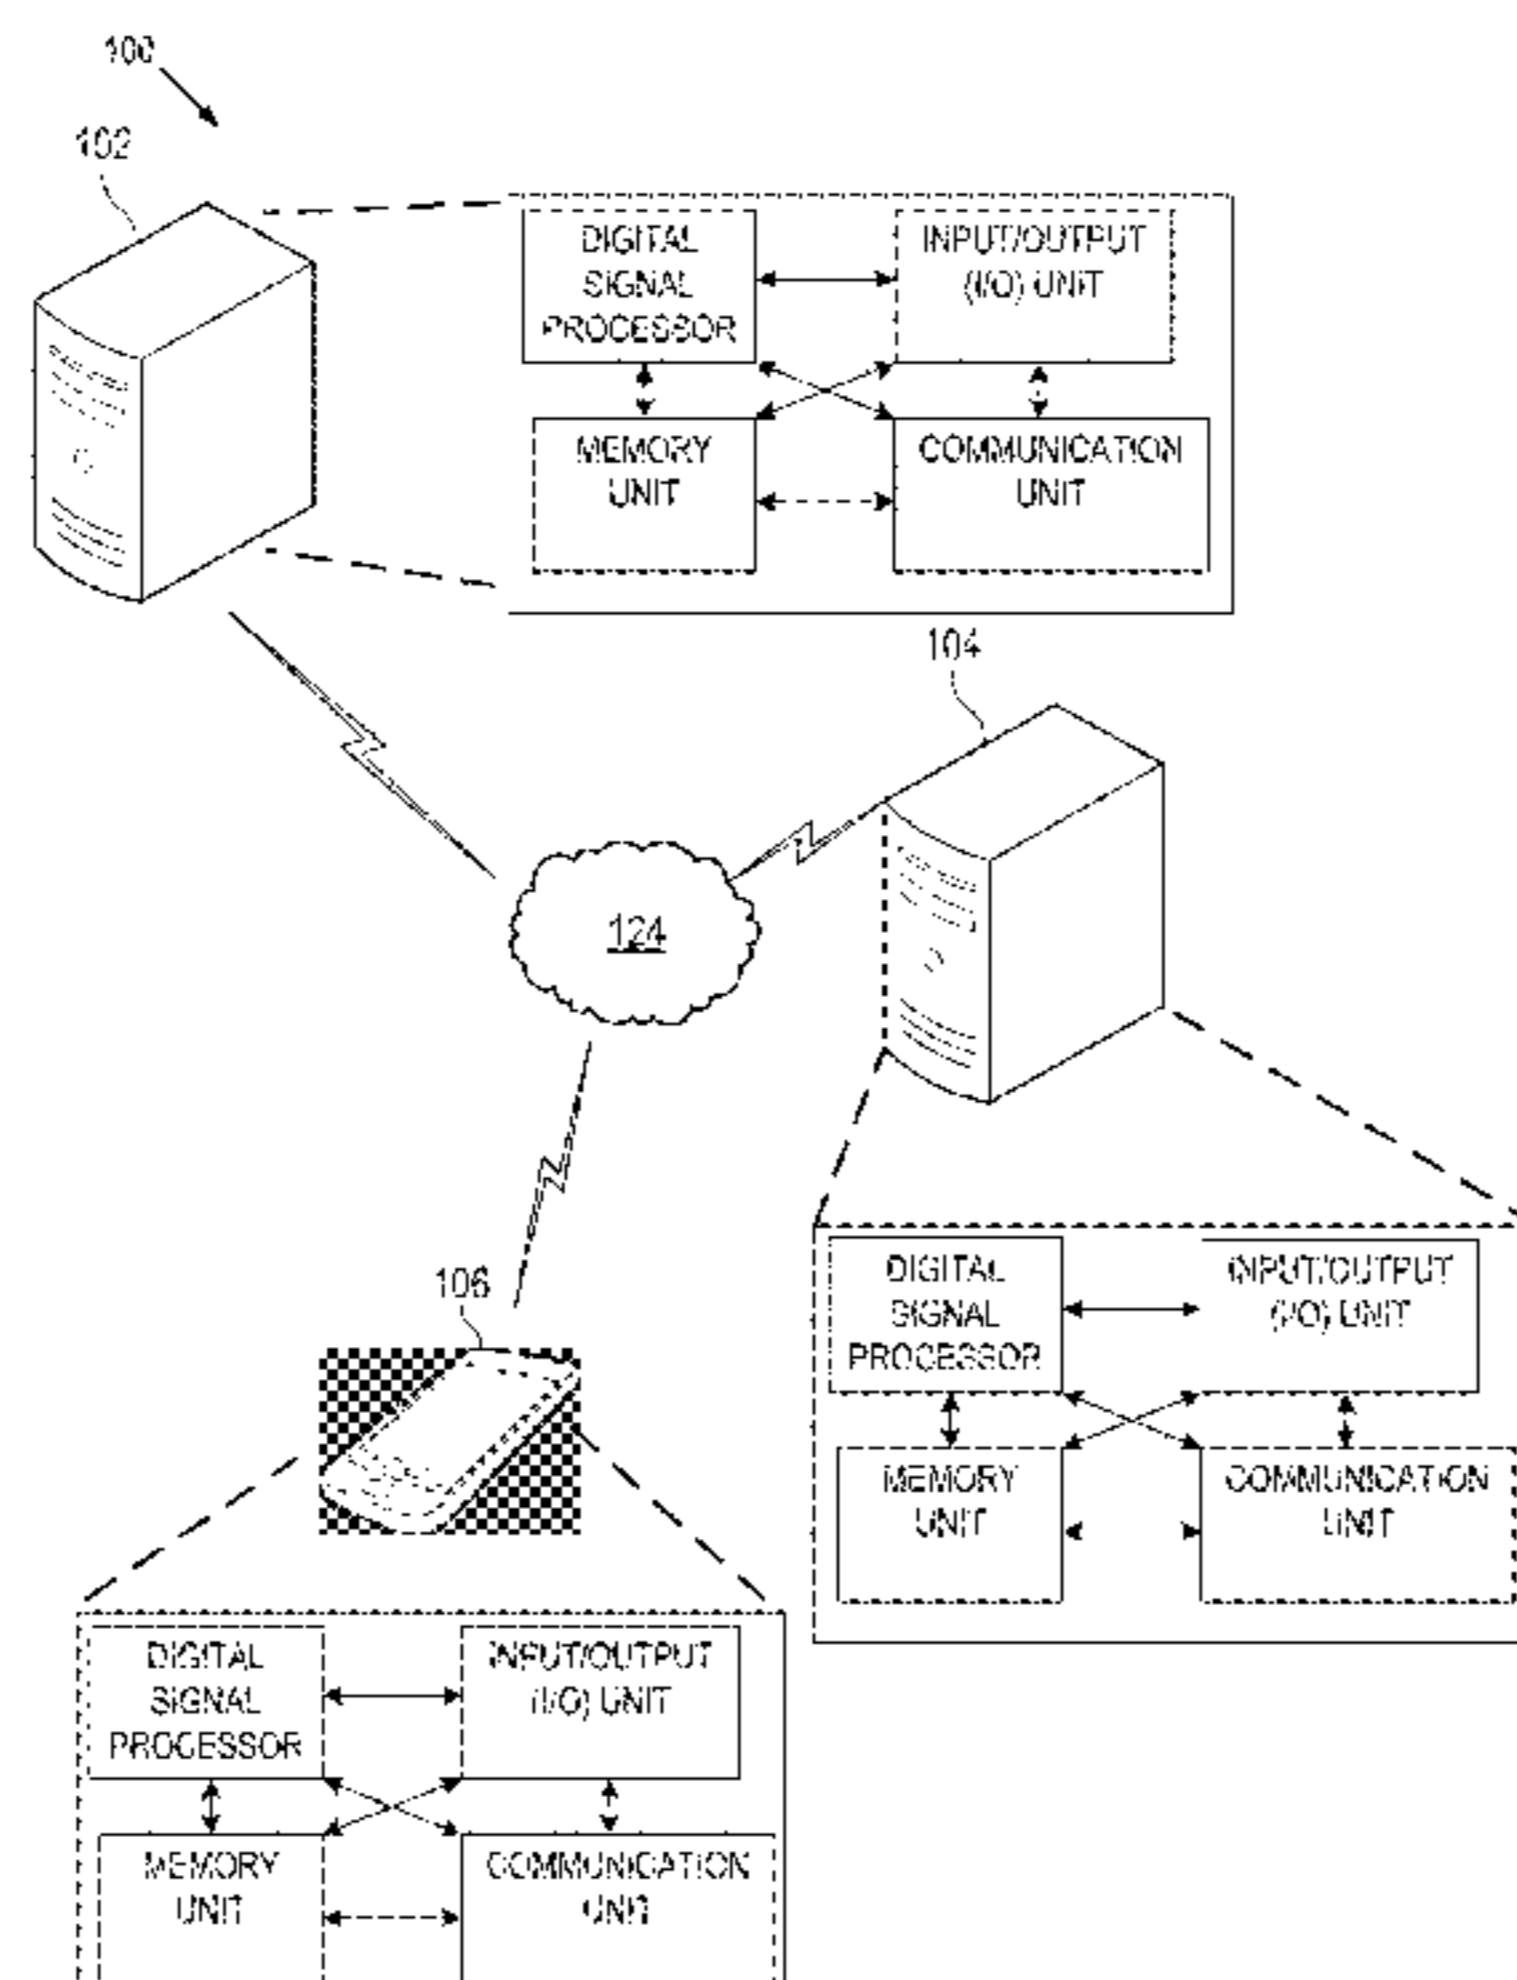 100
102
DIGITAL
SIGNAL
PROCESSOR
INPUT/OUTPUT
(I/O) UNIT
MEMORY
UNIT
COMMUNICATION
UNIT
104
124
106
DIGITAL
SIGNAL
PROCESSOR
INPUT/OUTPUT
(I/O) UNIT
MEMORY
UNIT
COMMUNICATION
UNIT
DIGITAL
SIGNAL
PROCESSOR
INPUT/OUTPUT
(I/O) UNIT
MEMORY
UNIT
COMMUNICATION
UNIT